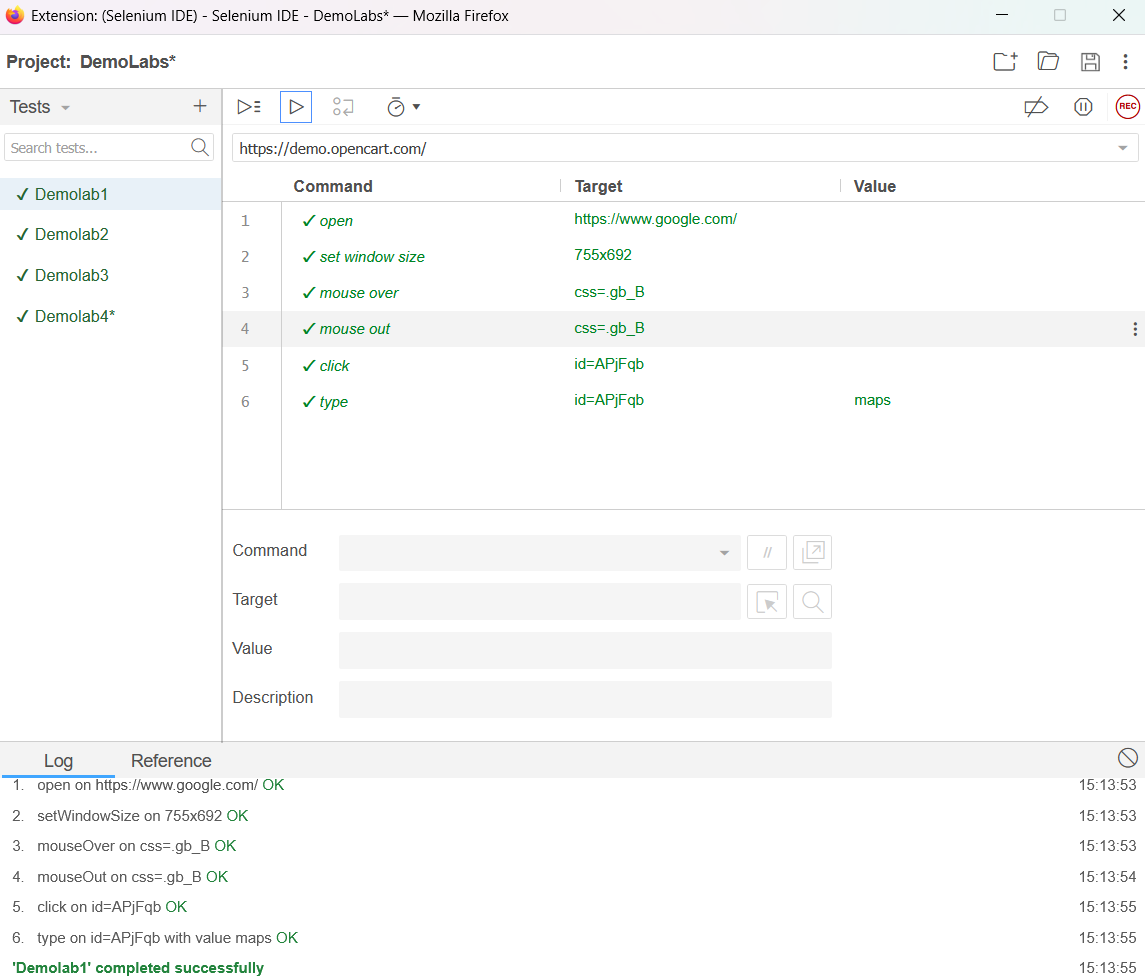 Extension: (Selenium IDE) - Selenium IDE - DemoLabs* — Mozilla Firefox
Project: DemoLabs*
Tests
+
REC
Search tests...
https://demo.opencart.com/
Command Target Value
✓ Demolab1
✓ Demolab2
✓ Demolab3
✓ Demolab4*
1 ✓ open https://www.google.com/
2 ✓ set window size 755x692
3 ✓ mouse over css=.gb_B
4 ✓ mouse out css=.gb_B
5 ✓ click id=APjFqb
6 ✓ type id=APjFqb maps
Command //
Target
Value
Description
Log Reference
1. open on https://www.google.com/ OK 15:13:53
2. setWindowSize on 755x692 OK 15:13:53
3. mouseOver on css=.gb_B OK 15:13:53
4. mouseOut on css=.gb_B OK 15:13:54
5. click on id=APjFqb OK 15:13:55
6. type on id=APjFqb with value maps OK 15:13:55
'Demolab1' completed successfully 15:13:55